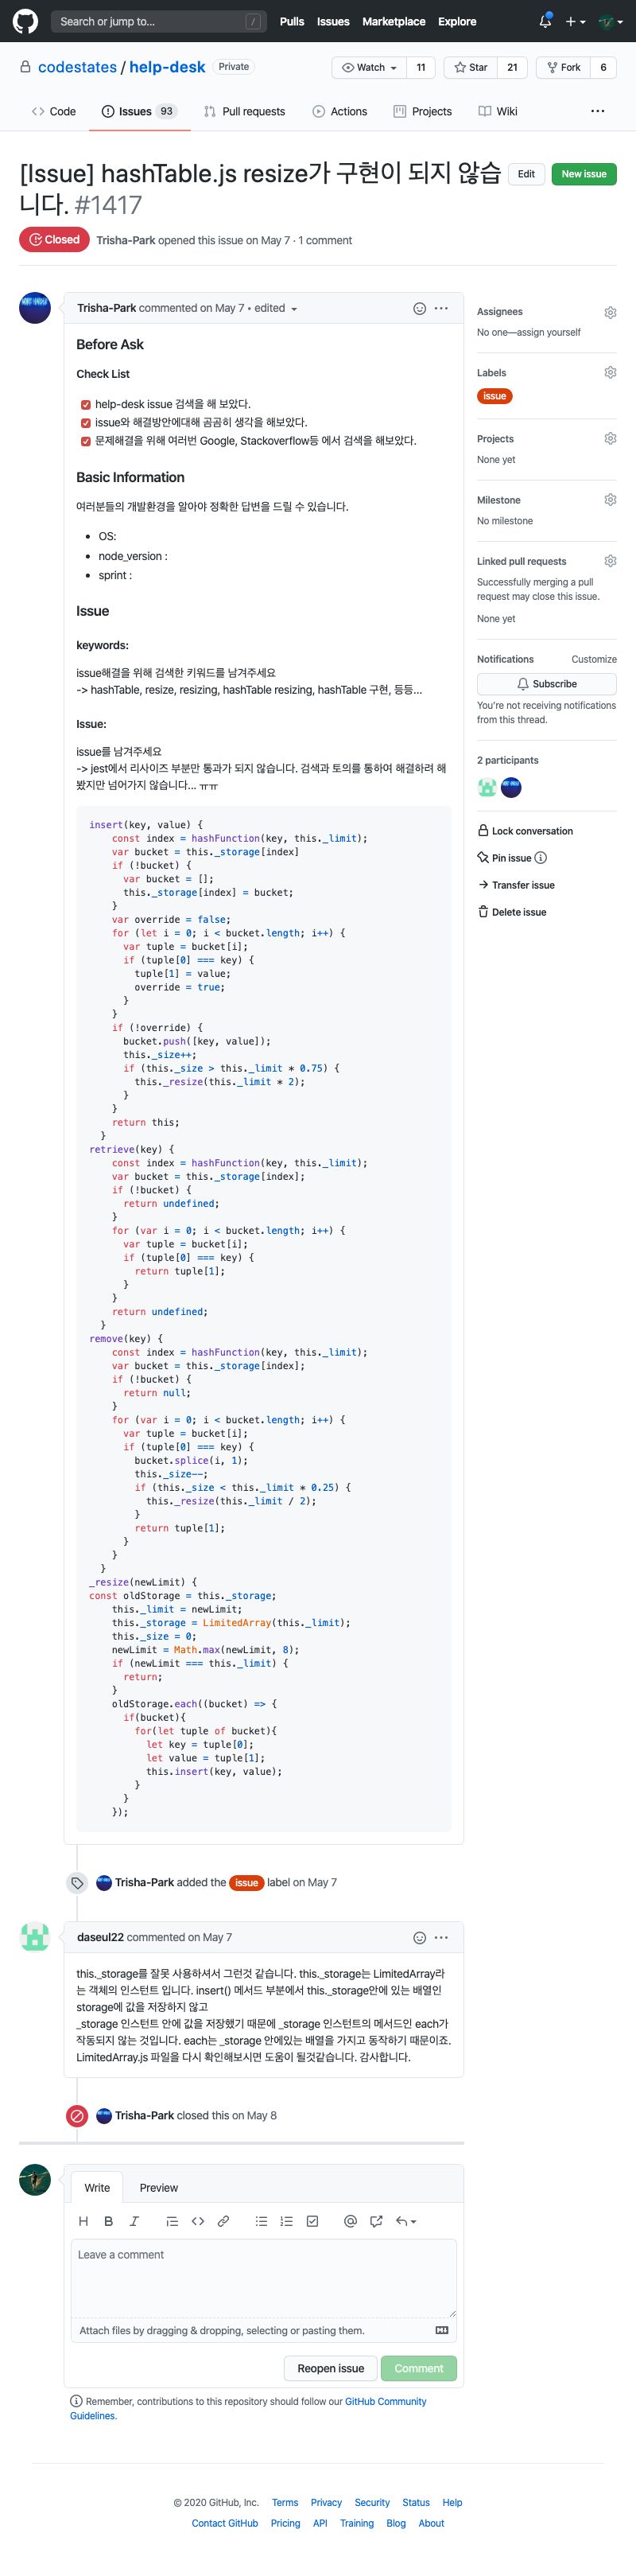 Search or jump to... /
Pulls Issues Marketplace Explore
codestates / help-desk Private
Watch 11 Star 21 Fork 6
Code Issues 93 Pull requests Actions Projects Wiki ...
[Issue] hashTable.js resize가 구현이 되지 않습
니다. #1417
Edit New issue
Closed Trisha-Park opened this issue on May 7 · 1 comment
Trisha-Park commented on May 7 • edited
Before Ask
Check List
help-desk issue 검색을 해 보았다.
issue와 해결방안에대해 곰곰히 생각을 해보았다.
문제해결을 위해 여러번 Google, Stackoverflow등 에서 검색을 해보았다.
Basic Information
여러분들의 개발환경을 알아야 정확한 답변을 드릴 수 있습니다.
• OS:
• node_version :
• sprint :
Issue
keywords:
issue해결을 위해 검색한 키워드를 남겨주세요
-> hashTable, resize, resizing, hashTable resizing, hashTable 구현, 등등...
Issue:
issue를 남겨주세요
-> jest에서 리사이즈 부분만 통과가 되지 않습니다. 검색과 토의를 통하여 해결하려 해
봤지만 넘어가지 않습니다... ㅠㅠ
insert(key, value) {
const index = hashFunction(key, this._limit);
var bucket = this._storage[index]
if (!bucket) {
var bucket = [];
this._storage[index] = bucket;
}
var override = false;
for (let i = 0; i < bucket.length; i++) {
var tuple = bucket[i];
if (tuple[0] === key) {
tuple[1] = value;
override = true;
}
}
if (!override) {
bucket.push([key, value]);
this._size++;
if (this._size > this._limit * 0.75) {
this._resize(this._limit * 2);
}
}
return this;
}
retrieve(key) {
const index = hashFunction(key, this._limit);
var bucket = this._storage[index];
if (!bucket) {
return undefined;
}
for (var i = 0; i < bucket.length; i++) {
var tuple = bucket[i];
if (tuple[0] === key) {
return tuple[1];
}
}
return undefined;
}
remove(key) {
const index = hashFunction(key, this._limit);
var bucket = this._storage[index];
if (!bucket) {
return null;
}
for (var i = 0; i < bucket.length; i++) {
var tuple = bucket[i];
if (tuple[0] === key) {
bucket.splice(i, 1);
this._size--;
if (this._size < this._limit * 0.25) {
this._resize(this._limit / 2);
}
return tuple[1];
}
}
}
_resize(newLimit) {
const oldStorage = this._storage;
this._limit = newLimit;
this._storage = LimitedArray(this._limit);
this._size = 0;
newLimit = Math.max(newLimit, 8);
if (newLimit === this._limit) {
return;
}
oldStorage.each((bucket) => {
if(bucket){
for(let tuple of bucket){
let key = tuple[0];
let value = tuple[1];
this.insert(key, value);
}
}
});
Assignees
No one—assign yourself
Labels
issue
Projects
None yet
Milestone
No milestone
Linked pull requests
Successfully merging a pull
request may close this issue.
None yet
Notifications Customize
Subscribe
You're not receiving notifications
from this thread.
2 participants
Lock conversation
Pin issue
Transfer issue
Delete issue
Trisha-Park added the issue label on May 7
daseul22 commented on May 7
this._storage를 잘못 사용하셔서 그런것 같습니다. this._storage는 LimitedArray라
는 객체의 인스턴트 입니다. insert() 메서드 부분에서 this._storage안에 있는 배열인
storage에 값을 저장하지 않고
_storage 인스턴트 안에 값을 저장했기 때문에 _storage 인스턴트의 메서드인 each가
작동되지 않는 것입니다. each는 _storage 안에있는 배열을 가지고 동작하기 때문이죠.
LimitedArray.js 파일을 다시 확인해보시면 도움이 될것같습니다. 감사합니다.
Trisha-Park closed this on May 8
Write Preview
Leave a comment
Attach files by dragging & dropping, selecting or pasting them.
Reopen issue Comment
Remember, contributions to this repository should follow our GitHub Community
Guidelines.
© 2020 GitHub, Inc. Terms Privacy Security Status Help
Contact GitHub Pricing API Training Blog About